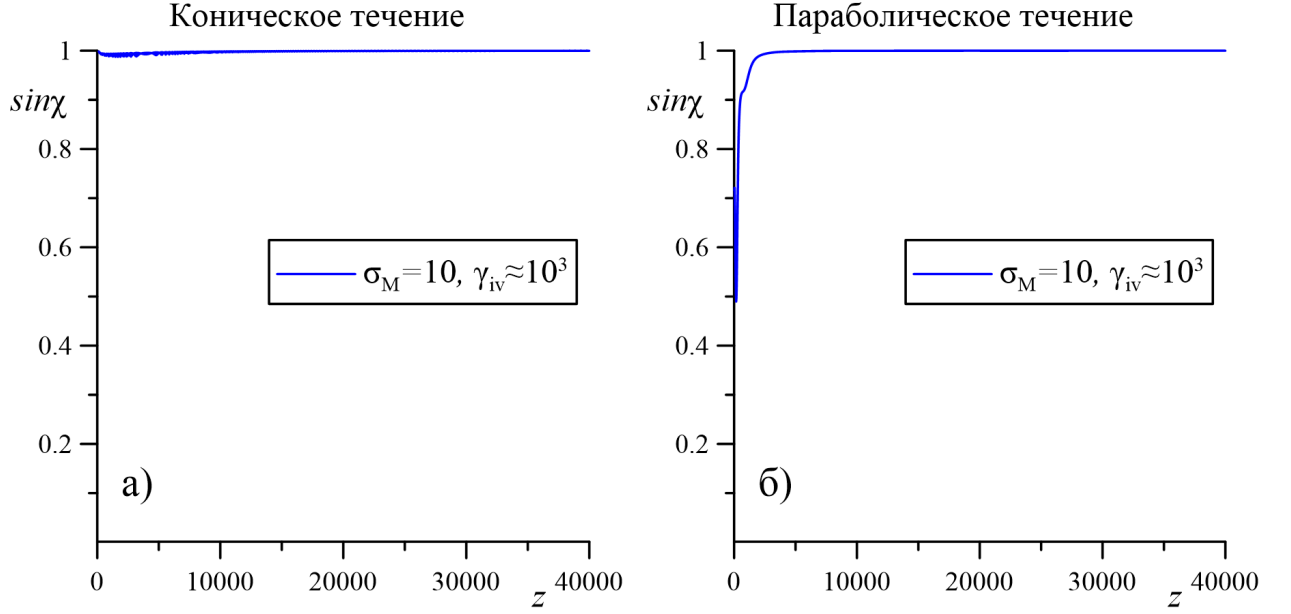 Коническое течение
1
sinχ
0.8
0.6
0.4
0.2
σM=10, γiv≈10³
а)
0 10000 20000 30000 40000
z
Параболическое течение
1
sinχ
0.8
0.6
0.4
0.2
σM=10, γiv≈10³
б)
0 10000 20000 30000 40000
z